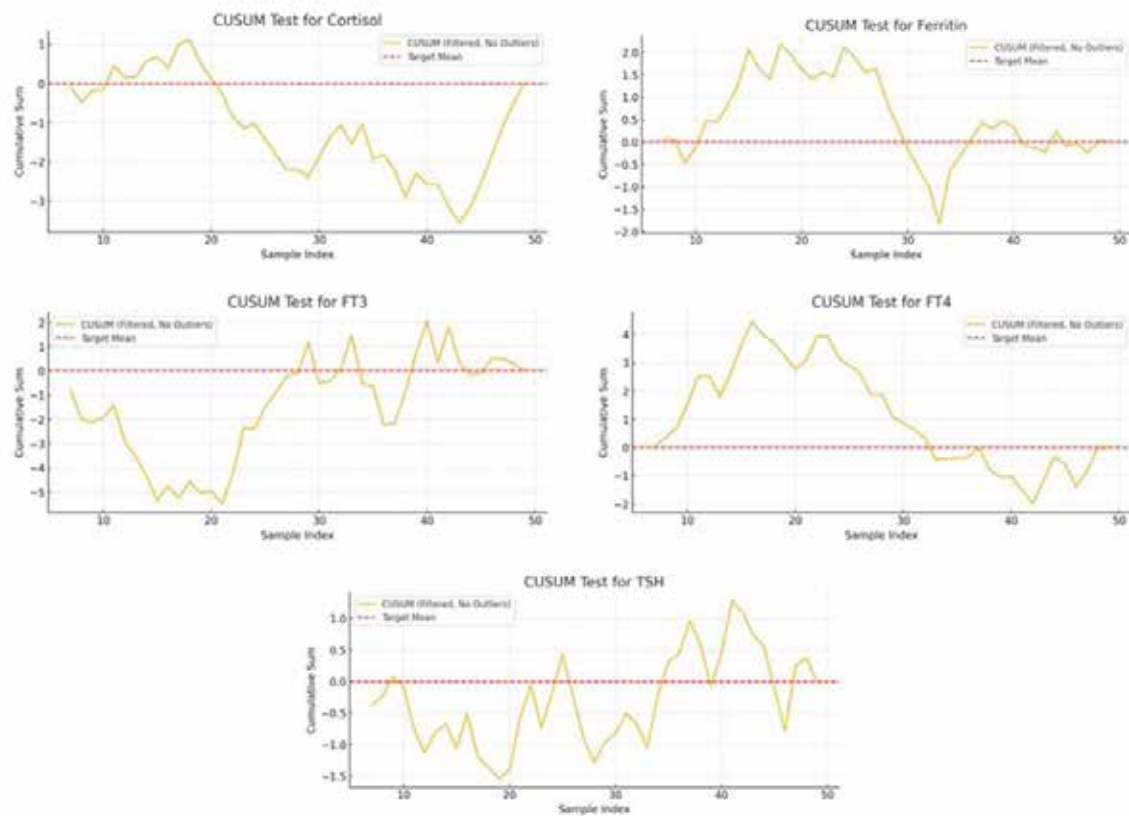 CUSUM Test for Cortisol
CUSUM (Filtered, No Outliers)
Target Mean
Cumulative Sum
1
0
−1
−2
−3
10
20
30
40
50
Sample Index
CUSUM Test for Ferritin
CUSUM (Filtered, No Outliers)
Target Mean
Cumulative Sum
2.0
1.5
1.0
0.5
0.0
−0.5
−1.0
−1.5
−2.0
10
20
30
40
50
Sample Index
CUSUM Test for FT3
CUSUM (Filtered, No Outliers)
Target Mean
Cumulative Sum
2
1
0
−1
−2
−3
−4
−5
10
20
30
40
50
Sample Index
CUSUM Test for FT4
CUSUM (Filtered, No Outliers)
Target Mean
Cumulative Sum
4
3
2
1
0
−1
−2
10
20
30
40
50
Sample Index
CUSUM Test for TSH
CUSUM (Filtered, No Outliers)
Target Mean
Cumulative Sum
1.0
0.5
0.0
−0.5
−1.0
−1.5
10
20
30
40
50
Sample Index